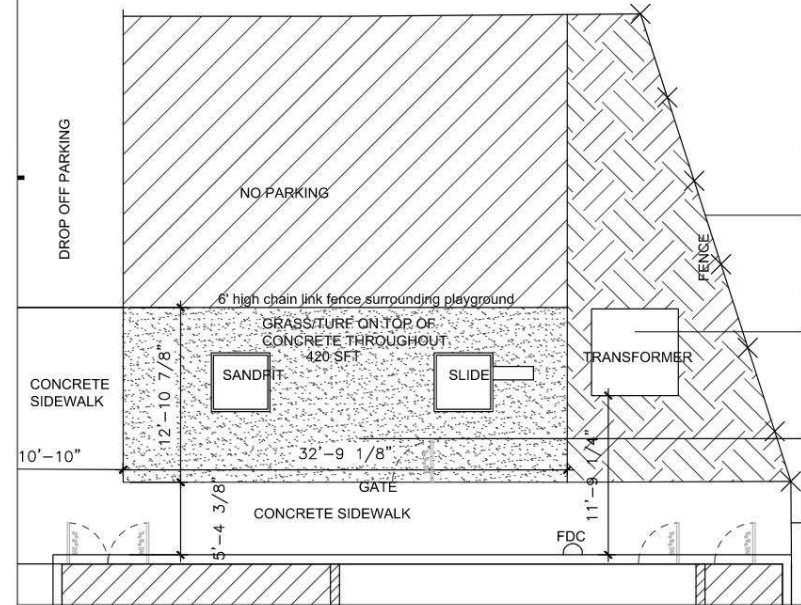 DROP OFF PARKING
NO PARKING
FENCE
6' high chain link fence surrounding playground
GRASS/TURF ON TOP OF
CONCRETE THROUGHOUT
420 SFT
TRANSFORMER
SANDPIT
SLIDE
CONCRETE
SIDEWALK
12'-10 7/8"
10'-10"
32'-9 1/8"
11'-9 1/4"
GATE
5'-4 3/8"
CONCRETE SIDEWALK
FDC